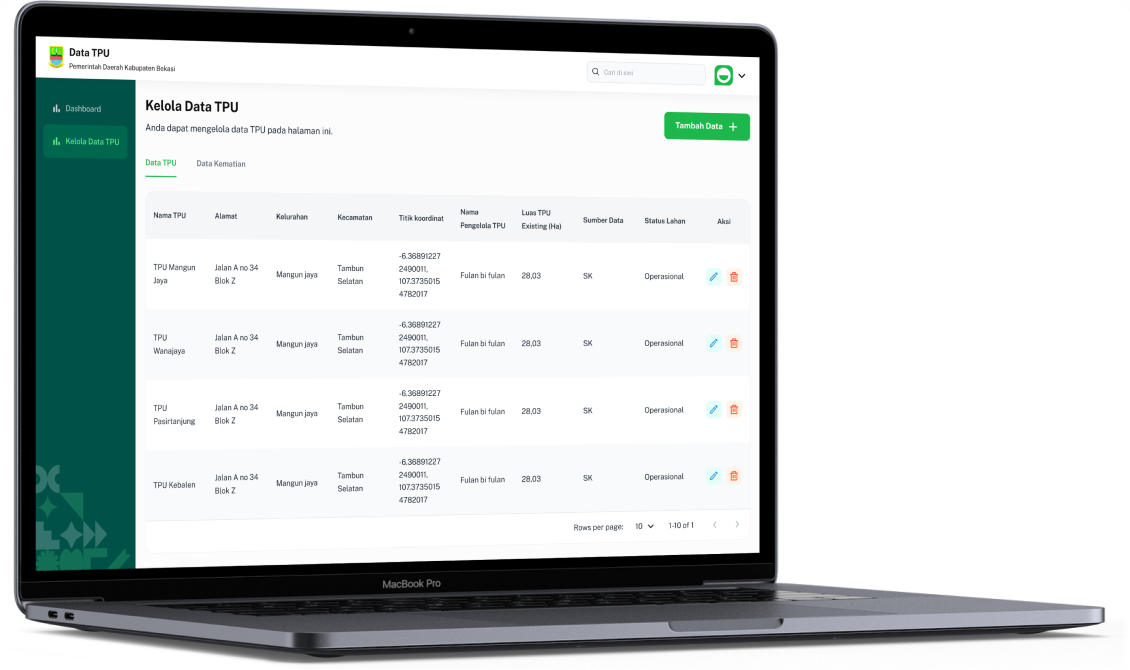 Data TPU
Pemerintah Daerah Kabupaten Bekasi
Cari di sini
Dashboard
Kelola Data TPU
Kelola Data TPU
Anda dapat mengelola data TPU pada halaman ini.
Tambah Data +
Data TPU Data Kematian
Nama TPU Alamat Kelurahan Kecamatan Titik koordinat Nama Pengelola TPU Luas TPU Existing (Ha) Sumber Data Status Lahan Aksi
TPU Mangun Jaya Jalan A no 34 Blok Z Mangun jaya Tambun Selatan -6.36891227 2490011, 107.3735015 4782017 Fulan bi fulan 28,03 SK Operasional
TPU Wanajaya Jalan A no 34 Blok Z Mangun jaya Tambun Selatan -6.36891227 2490011, 107.3735015 4782017 Fulan bi fulan 28,03 SK Operasional
TPU Pasirtanjung Jalan A no 34 Blok Z Mangun jaya Tambun Selatan -6.36891227 2490011, 107.3735015 4782017 Fulan bi fulan 28,03 SK Operasional
TPU Kebalen Jalan A no 34 Blok Z Mangun jaya Tambun Selatan -6.36891227 2490011, 107.3735015 4782017 Fulan bi fulan 28,03 SK Operasional
Rows per page: 10 1-10 of 1
MacBook Pro